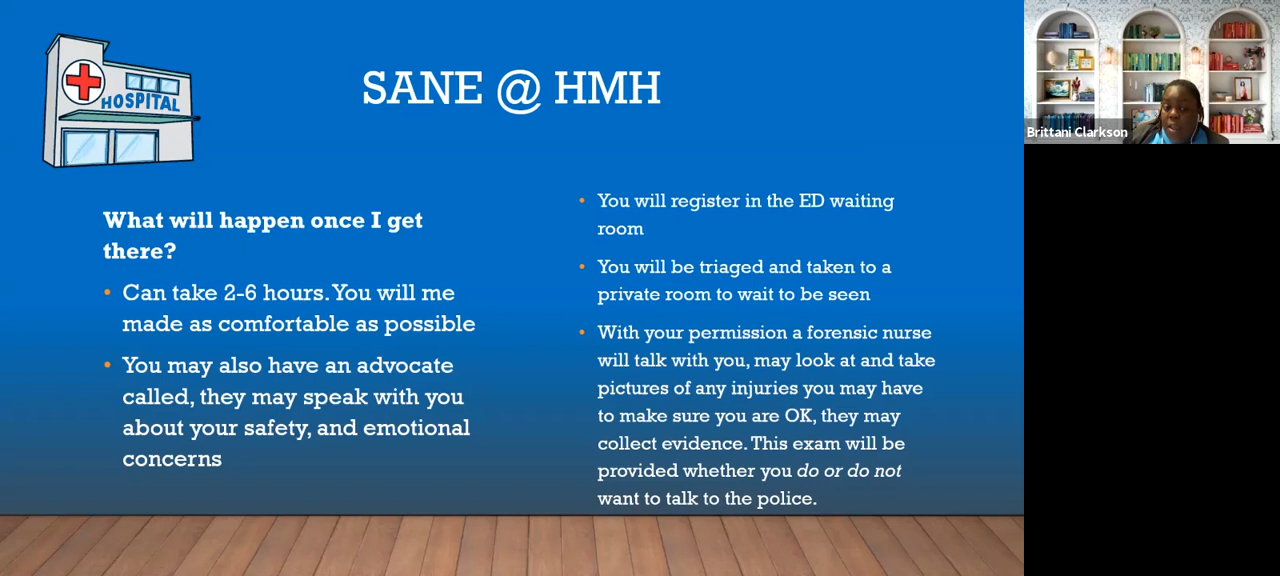 HOSPITAL
SANE @ HMH
Brittani Clarkson
What will happen once I get
there?
• Can take 2-6 hours. You will me
made as comfortable as possible
• You may also have an advocate
called, they may speak with you
about your safety, and emotional
concerns
• You will register in the ED waiting
room
• You will be triaged and taken to a
private room to wait to be seen
• With your permission a forensic nurse
will talk with you, may look at and take
pictures of any injuries you may have
to make sure you are OK, they may
collect evidence. This exam will be
provided whether you do or do not
want to talk to the police.